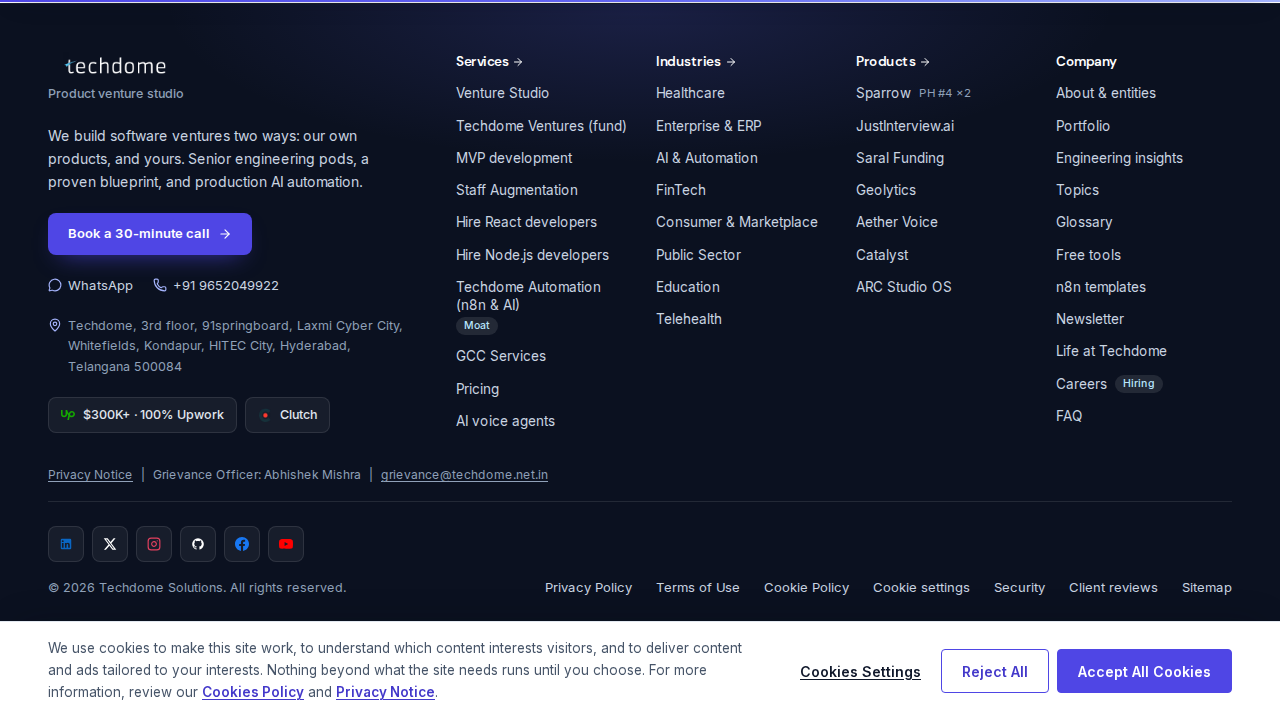 techdome
Product venture studio
We build software ventures two ways: our own
products, and yours. Senior engineering pods, a
proven blueprint, and production AI automation.
Book a 30-minute call →
WhatsApp
+91 9652049922
Techdome, 3rd floor, 91springboard, Laxmi Cyber City,
Whitefields, Kondapur, HITEC City, Hyderabad,
Telangana 500084
Up $300K+ · 100% Upwork
Clutch
Services →
Venture Studio
Techdome Ventures (fund)
MVP development
Staff Augmentation
Hire React developers
Hire Node.js developers
Techdome Automation
(n8n & AI)
Moat
GCC Services
Pricing
AI voice agents
Industries →
Healthcare
Enterprise & ERP
AI & Automation
FinTech
Consumer & Marketplace
Public Sector
Education
Telehealth
Products →
Sparrow PH #4 ×2
JustInterview.ai
Saral Funding
Geolytics
Aether Voice
Catalyst
ARC Studio OS
Company
About & entities
Portfolio
Engineering insights
Topics
Glossary
Free tools
n8n templates
Newsletter
Life at Techdome
Careers Hiring
FAQ
Privacy Notice | Grievance Officer: Abhishek Mishra | grievance@techdome.net.in
© 2026 Techdome Solutions. All rights reserved.
Privacy Policy Terms of Use Cookie Policy Cookie settings Security Client reviews Sitemap
We use cookies to make this site work, to understand which content interests visitors, and to deliver content
and ads tailored to your interests. Nothing beyond what the site needs runs until you choose. For more
information, review our Cookies Policy and Privacy Notice.
Cookies Settings
Reject All
Accept All Cookies